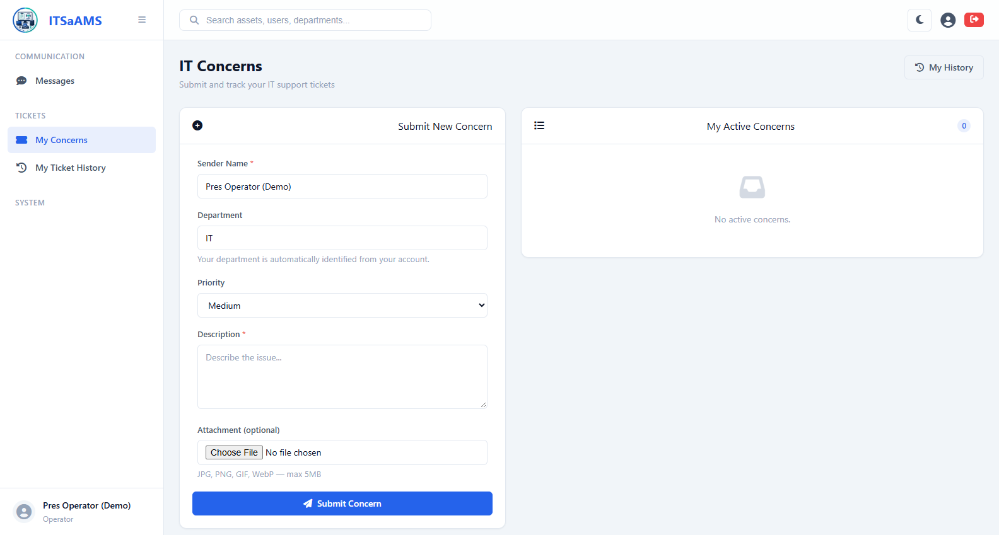 ITSaAMS
Search assets, users, departments...
COMMUNICATION
Messages
TICKETS
My Concerns
My Ticket History
SYSTEM
Pres Operator (Demo)
Operator
IT Concerns
Submit and track your IT support tickets
My History
Submit New Concern
Sender Name *
Pres Operator (Demo)
Department
IT
Your department is automatically identified from your account.
Priority
Medium
Description *
Describe the issue...
Attachment (optional)
Choose File No file chosen
JPG, PNG, GIF, WebP — max 5MB
Submit Concern
My Active Concerns
0
No active concerns.